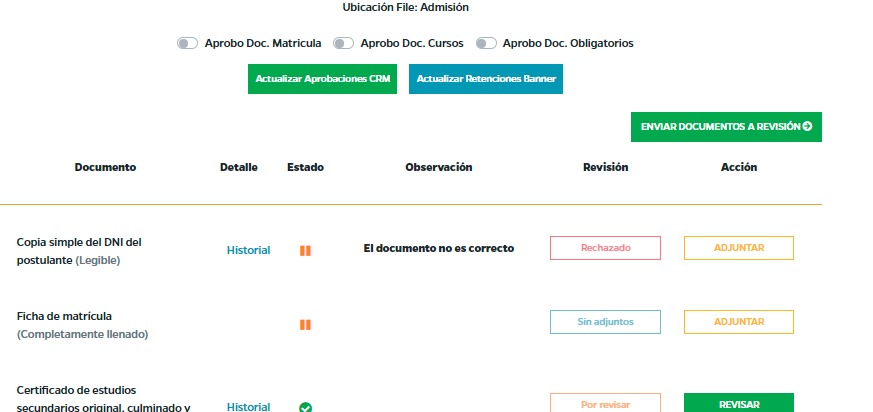 Ubicación File: Admisión
Aprobo Doc. Matricula Aprobo Doc. Cursos Aprobo Doc. Obligatorios
Actualizar Aprobaciones CRM Actualizar Retenciones Banner
ENVIAR DOCUMENTOS A REVISIÓN
Documento Detalle Estado Observación Revisión Acción
Copia simple del DNI del
postulante (Legible) Historial El documento no es correcto Rechazado ADJUNTAR
Ficha de matrícula
(Completamente llenado) Sin adjuntos ADJUNTAR
Certificado de estudios
secundarios original, culminado y Historial Por revisar REVISAR